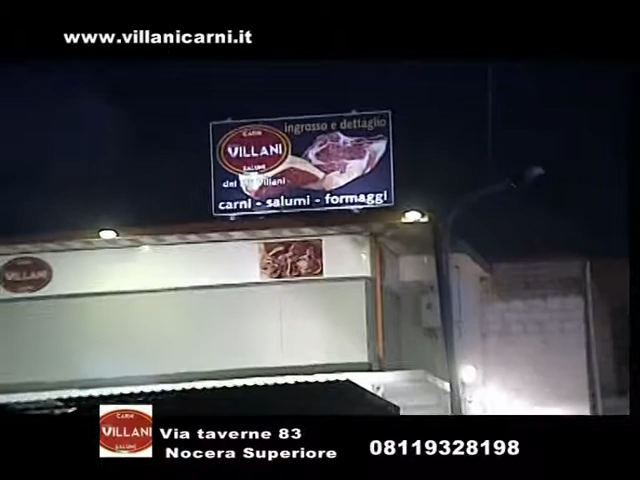 www.villanicarni.it
ingrosso e dettaglio
CARNI
VILLANI
SALUMI
carni - salumi - formaggi
VILLANI
CARNI
VILLANI
SALUMI
Via taverne 83
Nocera Superiore
08119328198